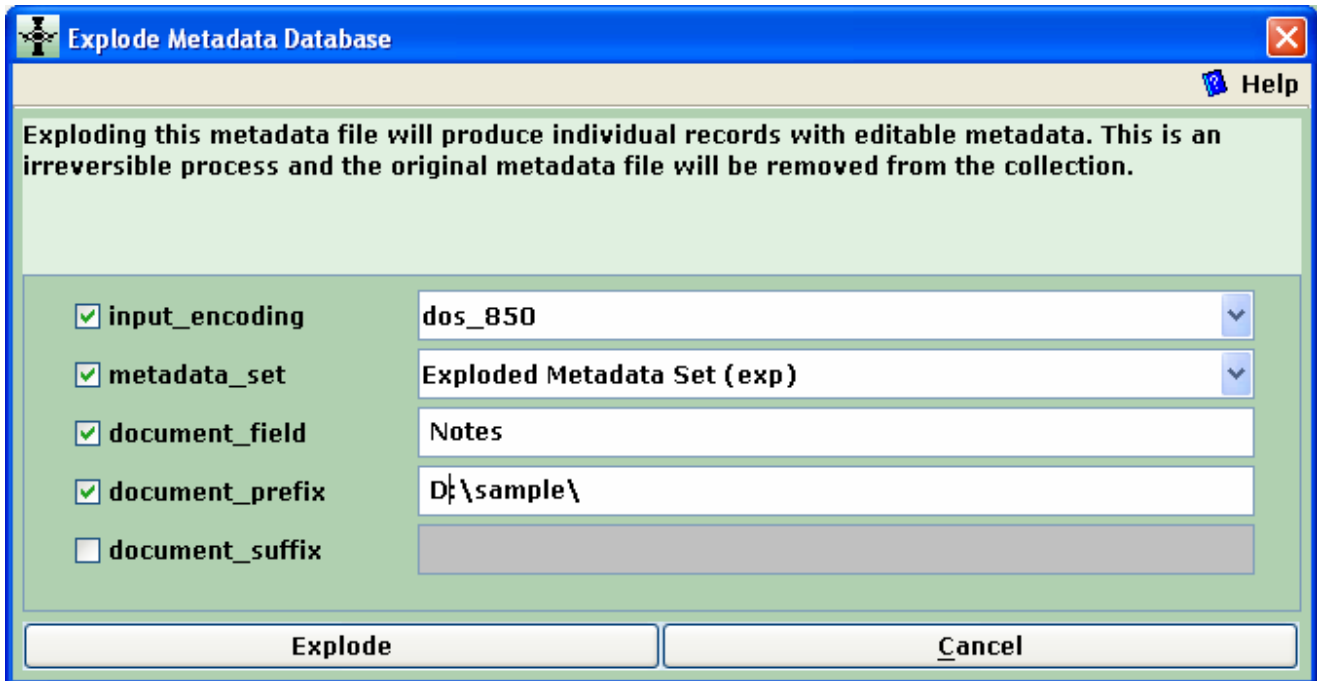 Explode Metadata Database
Help
Exploding this metadata file will produce individual records with editable metadata. This is an
irreversible process and the original metadata file will be removed from the collection.
input_encoding dos_850
metadata_set Exploded Metadata Set (exp)
document_field Notes
document_prefix D:\sample\
document_suffix
Explode Cancel